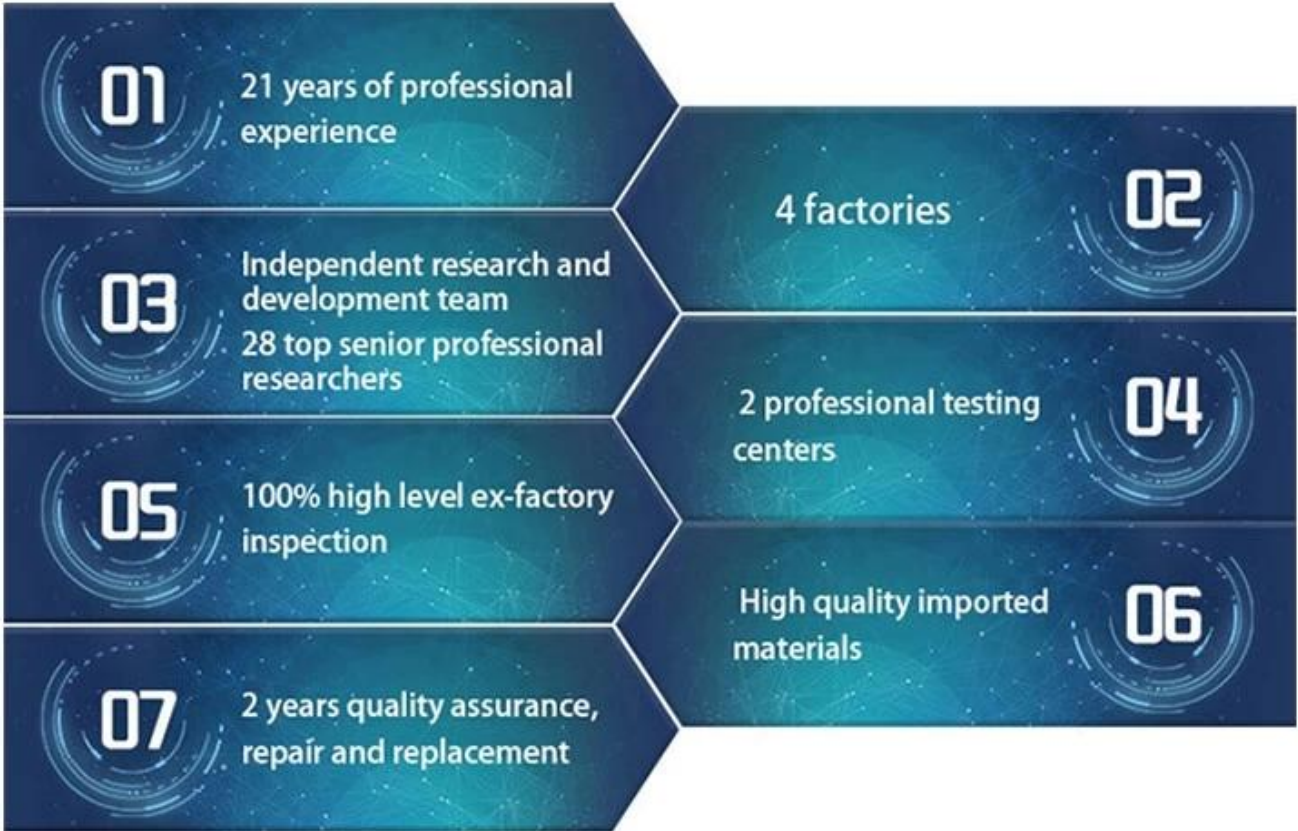 01
21 years of professional
experience
02
4 factories
03
Independent research and
development team
28 top senior professional
researchers
04
2 professional testing
centers
05
100% high level ex-factory
inspection
06
High quality imported
materials
07
2 years quality assurance,
repair and replacement